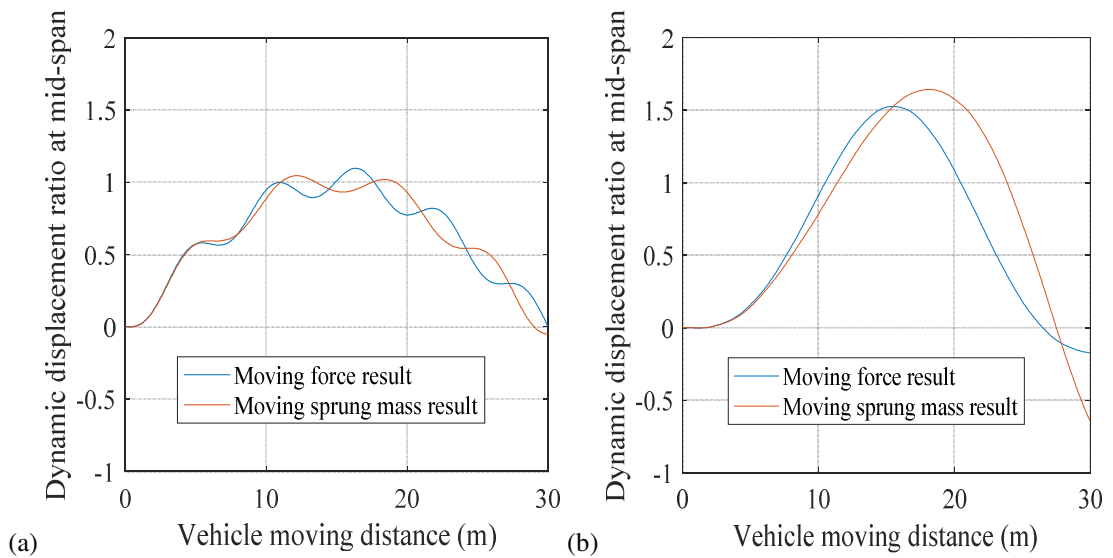 Dynamic displacement ratio at mid-span
2
1.5
1
0.5
0
-0.5
-1
0
10
20
30
Vehicle moving distance (m)
Moving force result
Moving sprung mass result
(a)
Dynamic displacement ratio at mid-span
2
1.5
1
0.5
0
-0.5
-1
0
10
20
30
Vehicle moving distance (m)
Moving force result
Moving sprung mass result
(b)